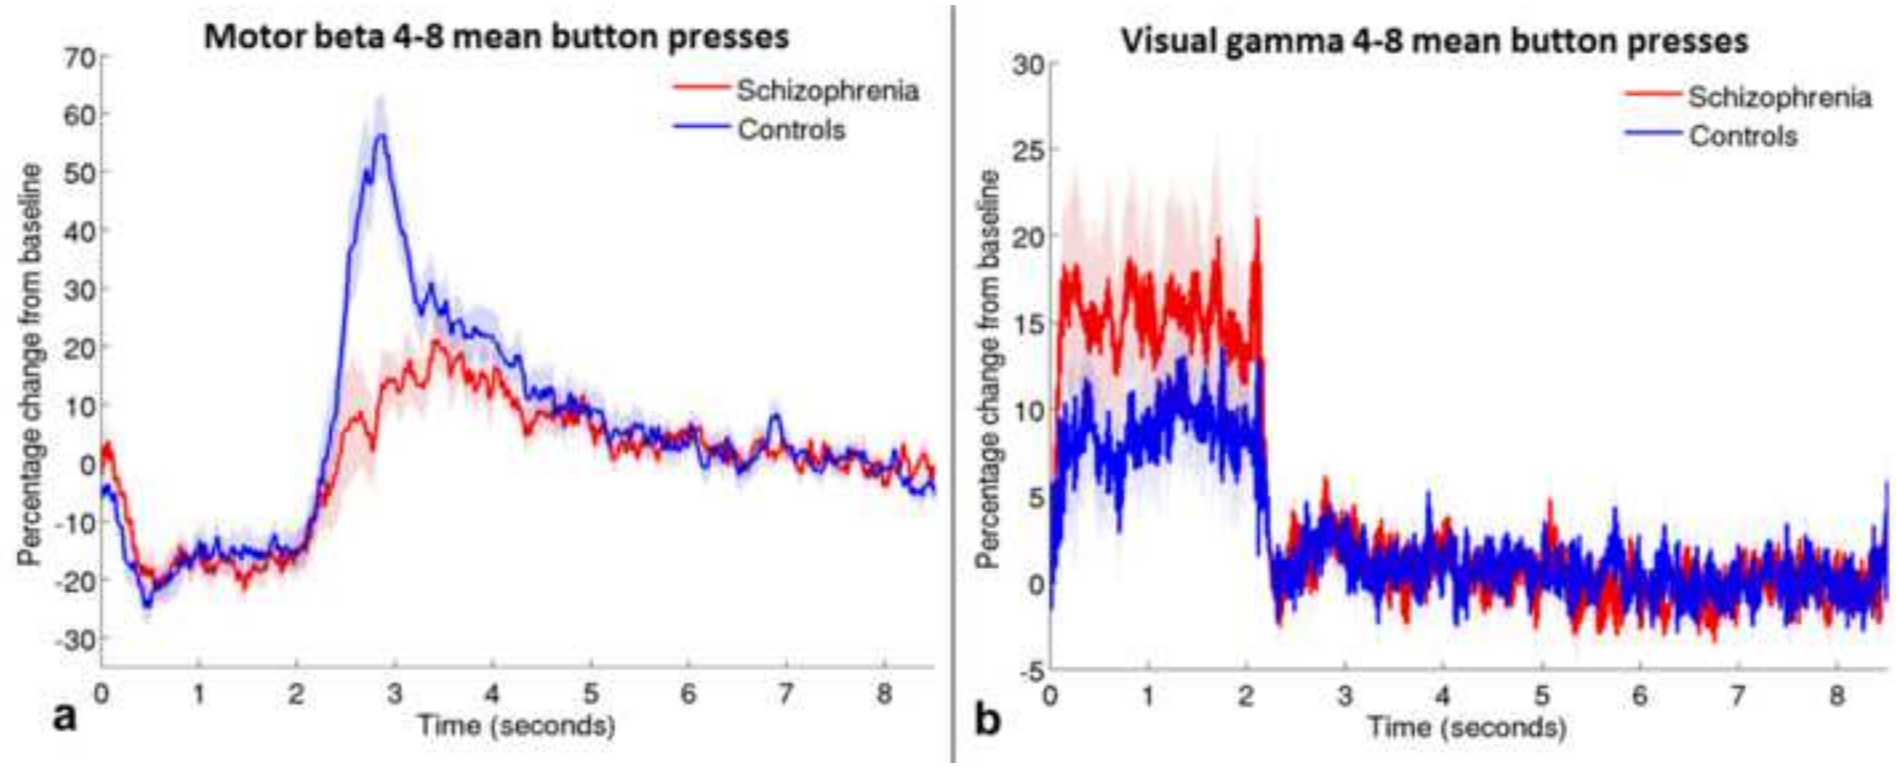 Motor beta 4-8 mean button presses
Schizophrenia
Controls
Percentage change from baseline
70
60
50
40
30
20
10
0
-10
-20
-30
0 1 2 3 4 5 6 7 8
Time (seconds)
a
Visual gamma 4-8 mean button presses
Schizophrenia
Controls
Percentage change from baseline
30
25
20
15
10
5
0
-5
0 1 2 3 4 5 6 7 8
Time (seconds)
b